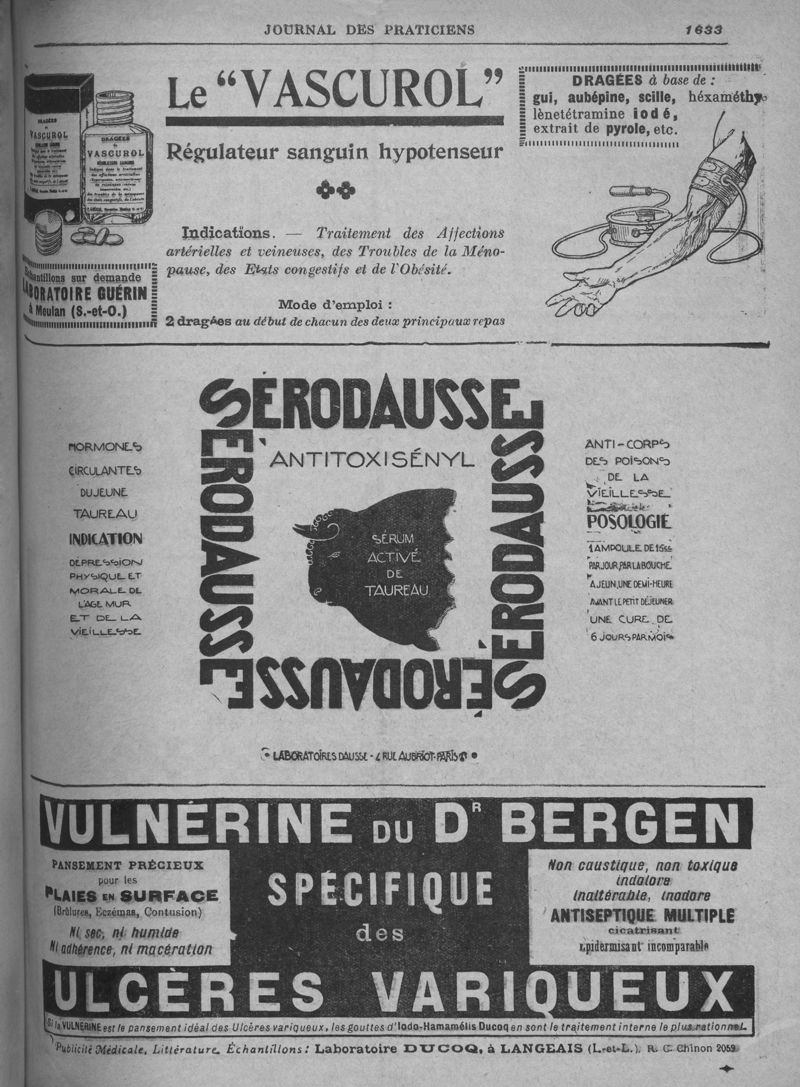 JOURNAL DES PRATICIENS
1633
DRAGÉES
VASCUROL
DRAGÉES
VASCUROL
Le "VASCUROL"
Régulateur sanguin hypotenseur
Indications. — Traitement des Affections
artérielles et veineuses, des Troubles de la Méno-
pause, des Etats congestifs et de l'Obésité.
Mode d'emploi :
2 dragées au début de chacun des deux principaux repas
DRAGÉES à base de :
gui, aubépine, scille, hexaméthy
lènetétramine iodé,
extrait de pyrole, etc.
Échantillons sur demande
LABORATOIRE GUÉRIN
à Meulan (S.-et-O.)
SÉRODAUSSE
SÉRODAUSSE
SÉRODAUSSE
SÉRODAUSSE
ANTITOXISÉNYL
SÉRUM
ACTIVÉ
DE
TAUREAU
HORMONES
CIRCULANTES
DU JEUNE
TAUREAU
INDICATION
DÉPRESSION
PHYSIQUE ET
MORALE DE
L'AGE MUR
ET DE LA
VIEILLESSE
ANTI-CORPS
DES POISONS
DE LA
VIEILLESSE
POSOLOGIE
1 AMPOULE DE
PAR JOUR, PAR LA BOUCHE
A JEUN, UNE DEMI-HEURE
AVANT LE PETIT DÉJEUNER
UNE CURE DE
6 JOURS PAR MOIS
LABORATOIRES DAUSSE - 4 RUE AUBRIOT-PARIS
VULNÉRINE DU DR BERGEN
PANSEMENT PRÉCIEUX
pour les
PLAIES EN SURFACE
(Brûlures, Eczémas, Contusion)
Ni sec, ni humide
Ni adhérence, ni macération
SPÉCIFIQUE
des
Non caustique, non toxique
indolore
inaltérable, inodore
ANTISEPTIQUE MULTIPLE
cicatrisant
Epidermisant incomparable
ULCÈRES VARIQUEUX
Si la VULNÉRINE est le pansement idéal des Ulcères variqueux, les gouttes d'Iodo-Hamamélis Ducoq en sont le traitement interne le plus rationnel.
Publicité Médicale, Littérature, Échantillons : Laboratoire DUCOQ, à LANGEAIS (I.-et-L.). R. C. Chinon 2059